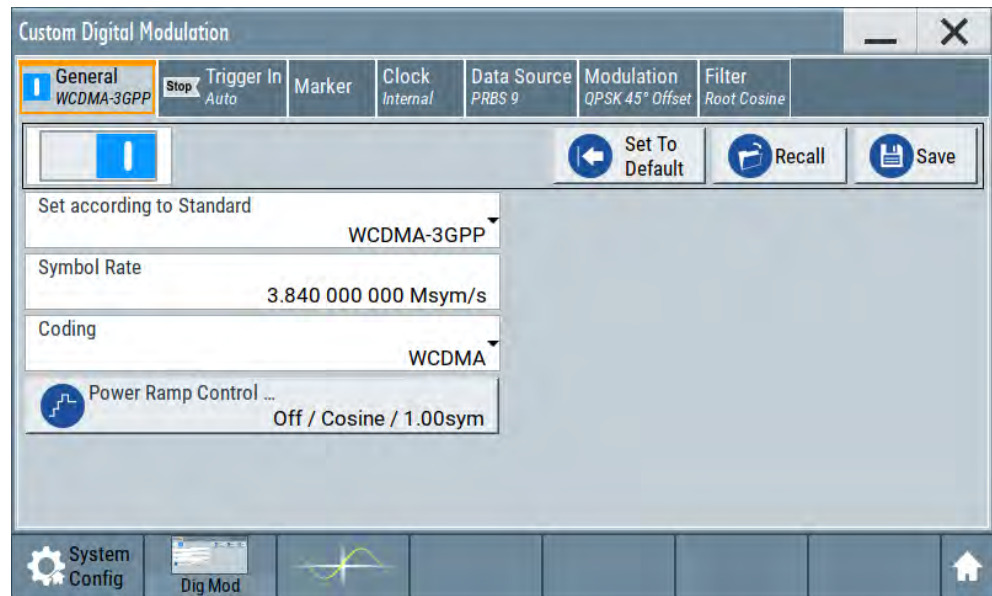 Custom Digital Modulation
General
WCDMA-3GPP
Stop
Trigger In
Auto
Marker
Clock
Internal
Data Source
PRBS 9
Modulation
QPSK 45° Offset
Filter
Root Cosine
Set To
Default
Recall
Save
Set according to Standard
WCDMA-3GPP
Symbol Rate
3.840 000 000 Msym/s
Coding
WCDMA
Power Ramp Control ...
Off / Cosine / 1.00sym
System
Config
Dig Mod